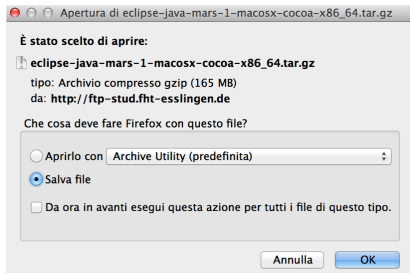 Apertura di eclipse-java-mars-1-macosx-cocoa-x86_64.tar.gz
È stato scelto di aprire:
eclipse-java-mars-1-macosx-cocoa-x86_64.tar.gz
tipo: Archivio compresso gzip (165 MB)
da: http://ftp-stud.fht-esslingen.de
Che cosa deve fare Firefox con questo file?
Aprirlo con Archive Utility (predefinita)
Salva file
Da ora in avanti esegui questa azione per tutti i file di questo tipo.
Annulla OK